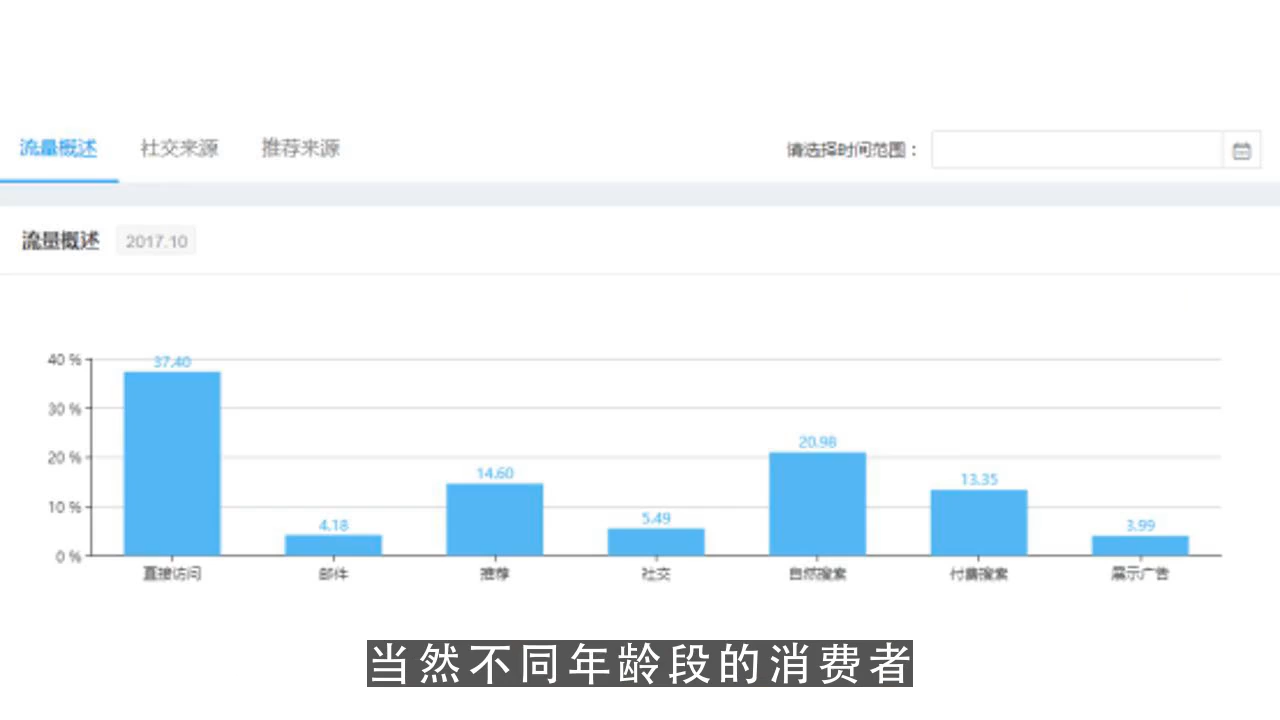 流量概述 社交来源 推荐来源 请选择时间范围：
流量概述 2017.10
40 %
30 %
20 %
10 %
0 %
37.40 4.18 14.60 5.49 20.98 13.35 3.99
直接访问 邮件 推荐 社交 自然搜索 付费搜索 展示广告
当然不同年龄段的消费者